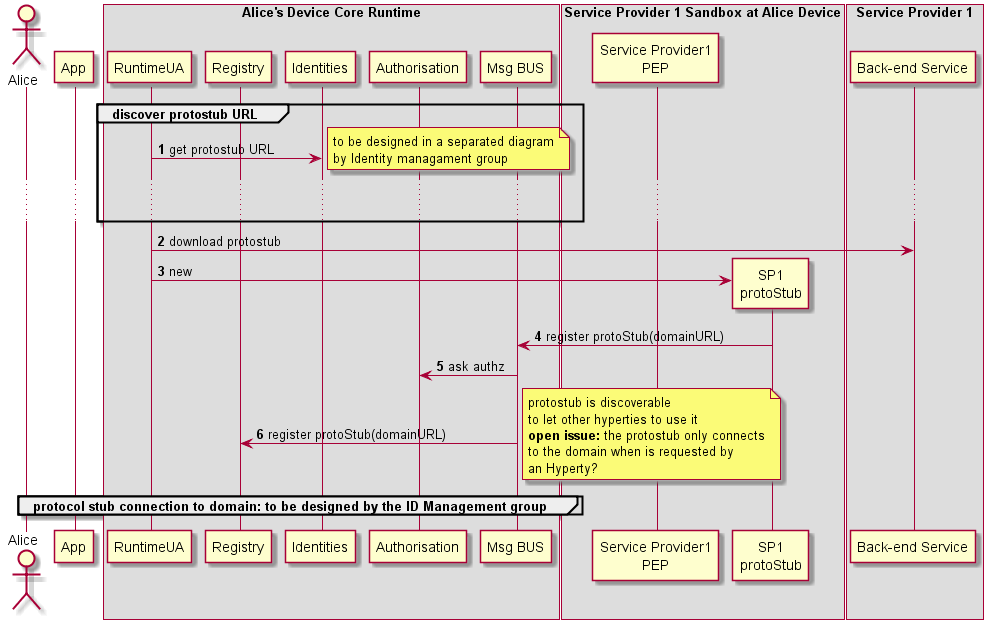 Alice's Device Core Runtime
Service Provider 1 Sandbox at Alice Device
Service Provider 1
Alice
App
RuntimeUA
Registry
Identities
Authorisation
Msg BUS
Service Provider1
PEP
Back-end Service
discover protostub URL
1 get protostub URL
to be designed in a separated diagram
by Identity managament group
2 download protostub
3 new
SP1
protoStub
4 register protoStub(domainURL)
5 ask authz
protostub is discoverable
to let other hyperties to use it
open issue: the protostub only connects
to the domain when is requested by
an Hyperty?
6 register protoStub(domainURL)
protocol stub connection to domain: to be designed by the ID Management group
Alice
App
RuntimeUA
Registry
Identities
Authorisation
Msg BUS
Service Provider1
PEP
SP1
protoStub
Back-end Service